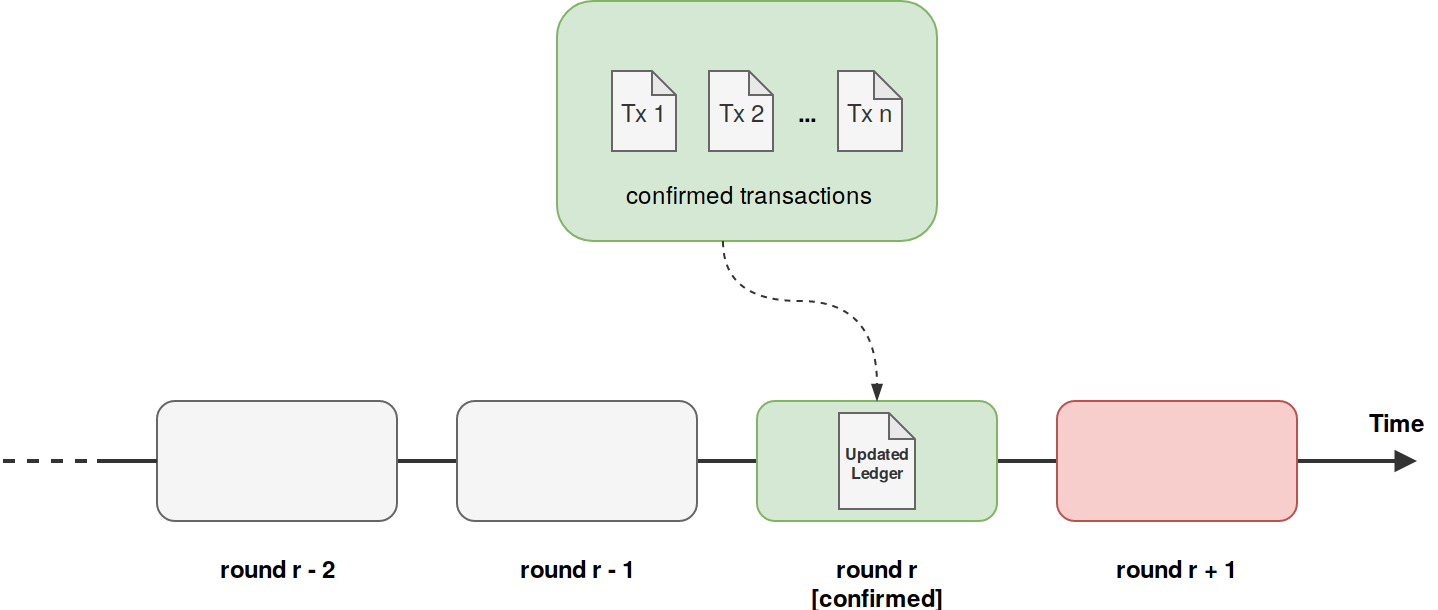 Tx 1 Tx 2 ... Tx n
confirmed transactions
Time
Updated
Ledger
round r - 2 round r - 1 round r round r + 1
[confirmed]